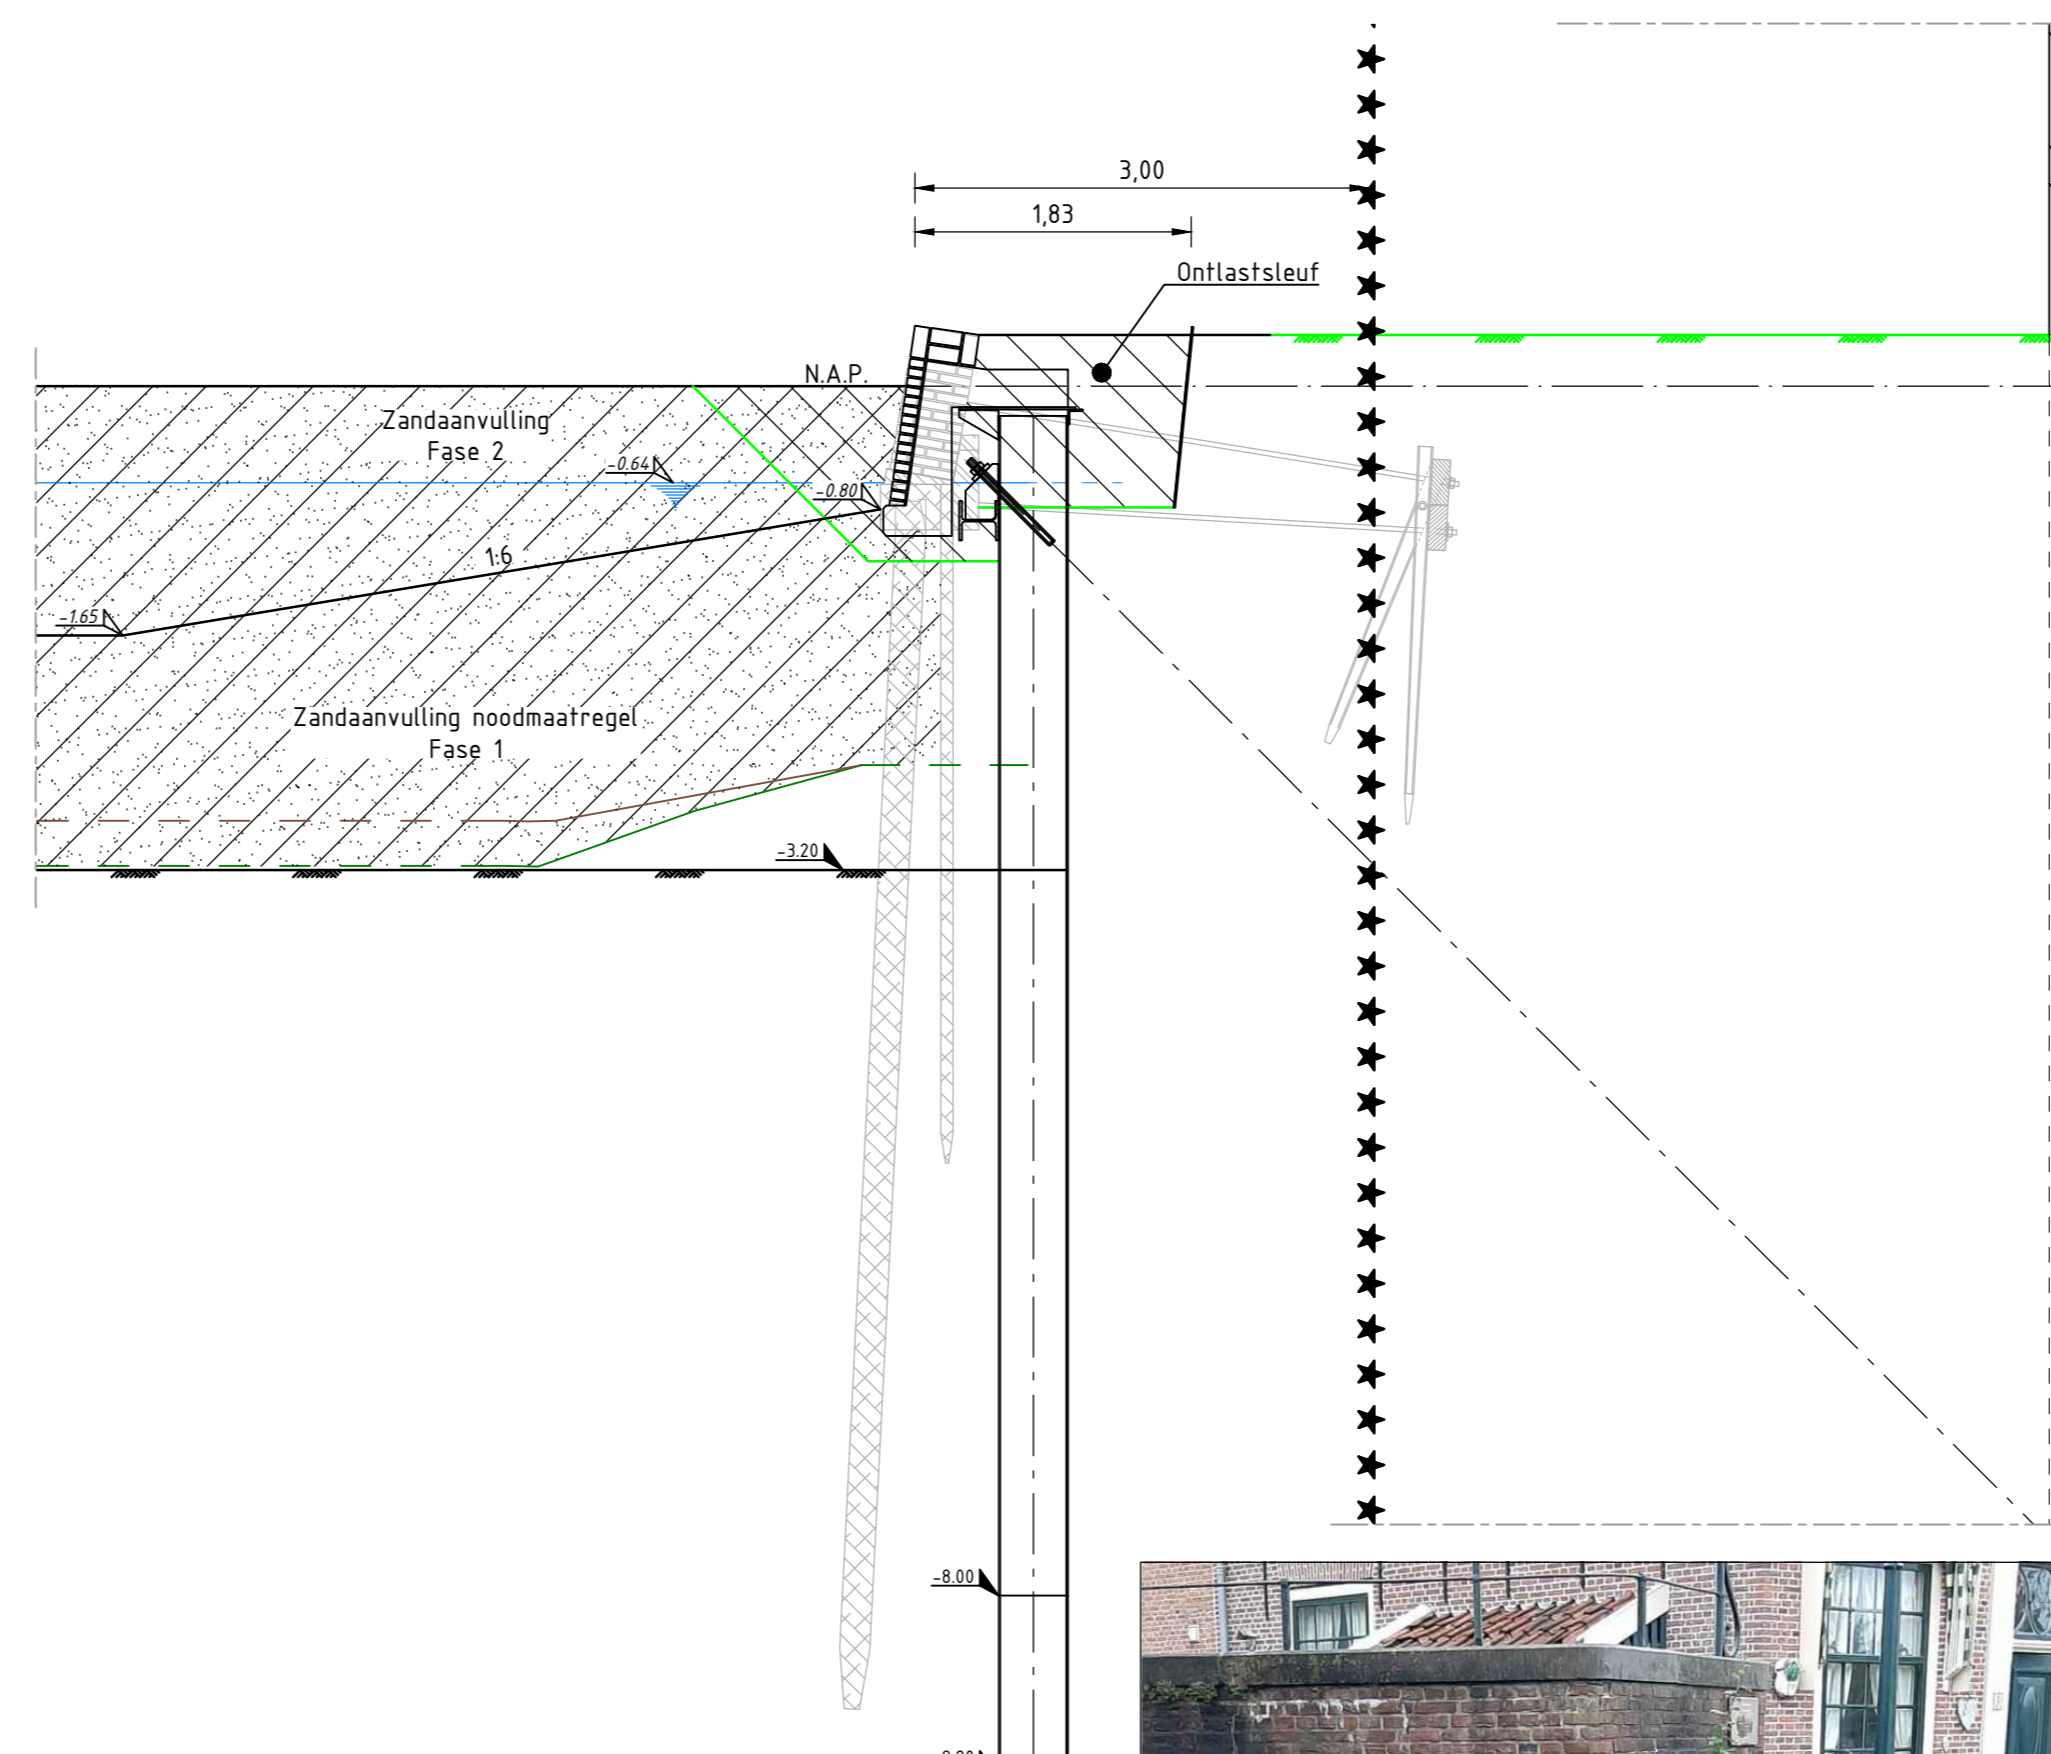 3,00
1,83
Ontlastsleuf
N.A.P.
Zandaanvulling
Fase 2
-0.64
-0.80
1:6
-1.65
Zandaanvulling noodmaatregel
Fase 1
-3.20
-8.00